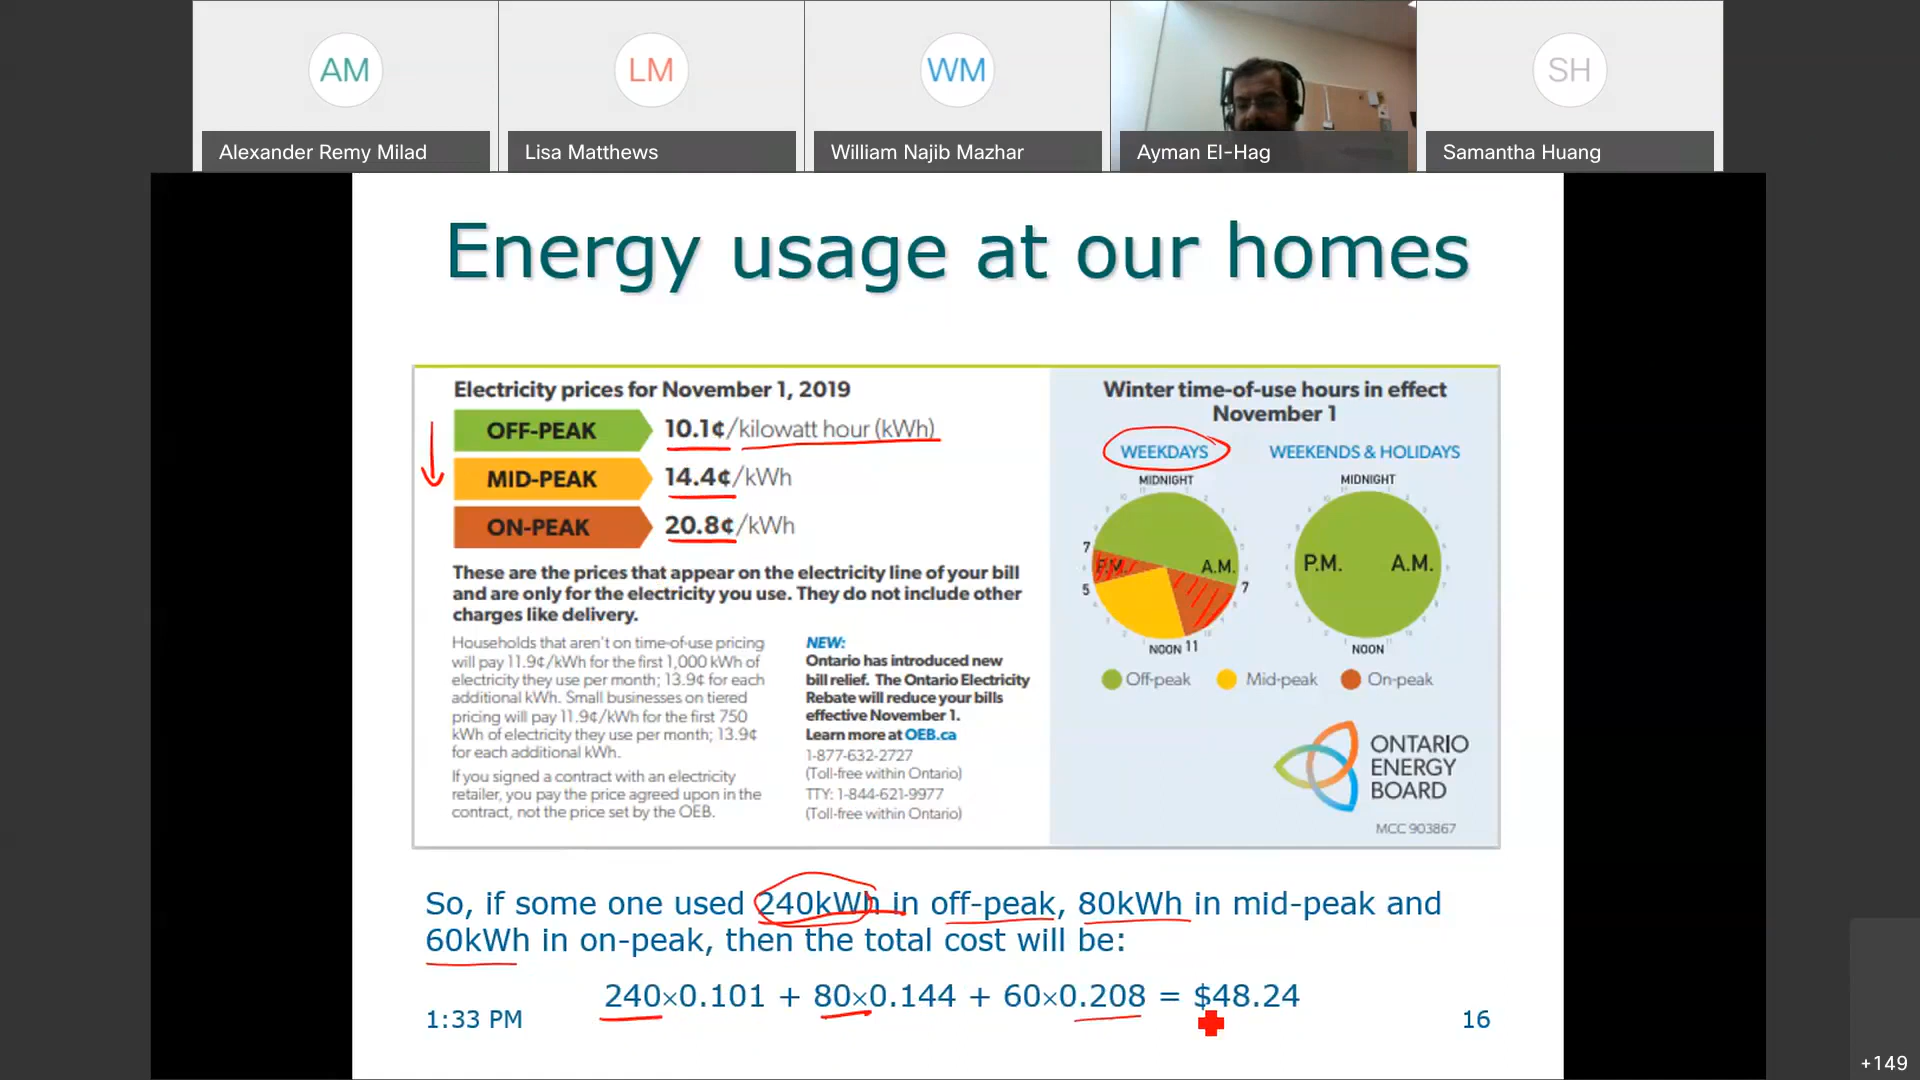 AM
LM
WM
SH
Alexander Remy Milad
Lisa Matthews
William Najib Mazhar
Ayman El-Hag
Samantha Huang
Energy usage at our homes
Electricity prices for November 1, 2019
OFF-PEAK 10.1¢/kilowatt hour (kWh)
MID-PEAK 14.4¢/kWh
ON-PEAK 20.8¢/kWh
These are the prices that appear on the electricity line of your bill
and are only for the electricity you use. They do not include other
charges like delivery.
Households that aren't on time-of-use pricing
will pay 11.9¢/kWh for the first 1,000 kWh of
electricity they use per month; 13.9¢ for each
additional kWh. Small businesses on tiered
pricing will pay 11.9¢/kWh for the first 750
kWh of electricity they use per month; 13.9¢
for each additional kWh.
If you signed a contract with an electricity
retailer, you pay the price agreed upon in the
contract, not the price set by the OEB.
NEW:
Ontario has introduced new
bill relief. The Ontario Electricity
Rebate will reduce your bills
effective November 1.
Learn more at OEB.ca
1-877-632-2727
(Toll-free within Ontario)
TTY: 1-844-621-9977
(Toll-free within Ontario)
Winter time-of-use hours in effect
November 1
WEEKDAYS
MIDNIGHT
7
P.M. A.M.
5
7
NOON 11
WEEKENDS & HOLIDAYS
MIDNIGHT
P.M. A.M.
NOON
Off-peak Mid-peak On-peak
ONTARIO
ENERGY
BOARD
MCC 903867
So, if some one used 240kWh in off-peak, 80kWh in mid-peak and
60kWh in on-peak, then the total cost will be:
240×0.101 + 80×0.144 + 60×0.208 = $48.24
1:33 PM
16
+149